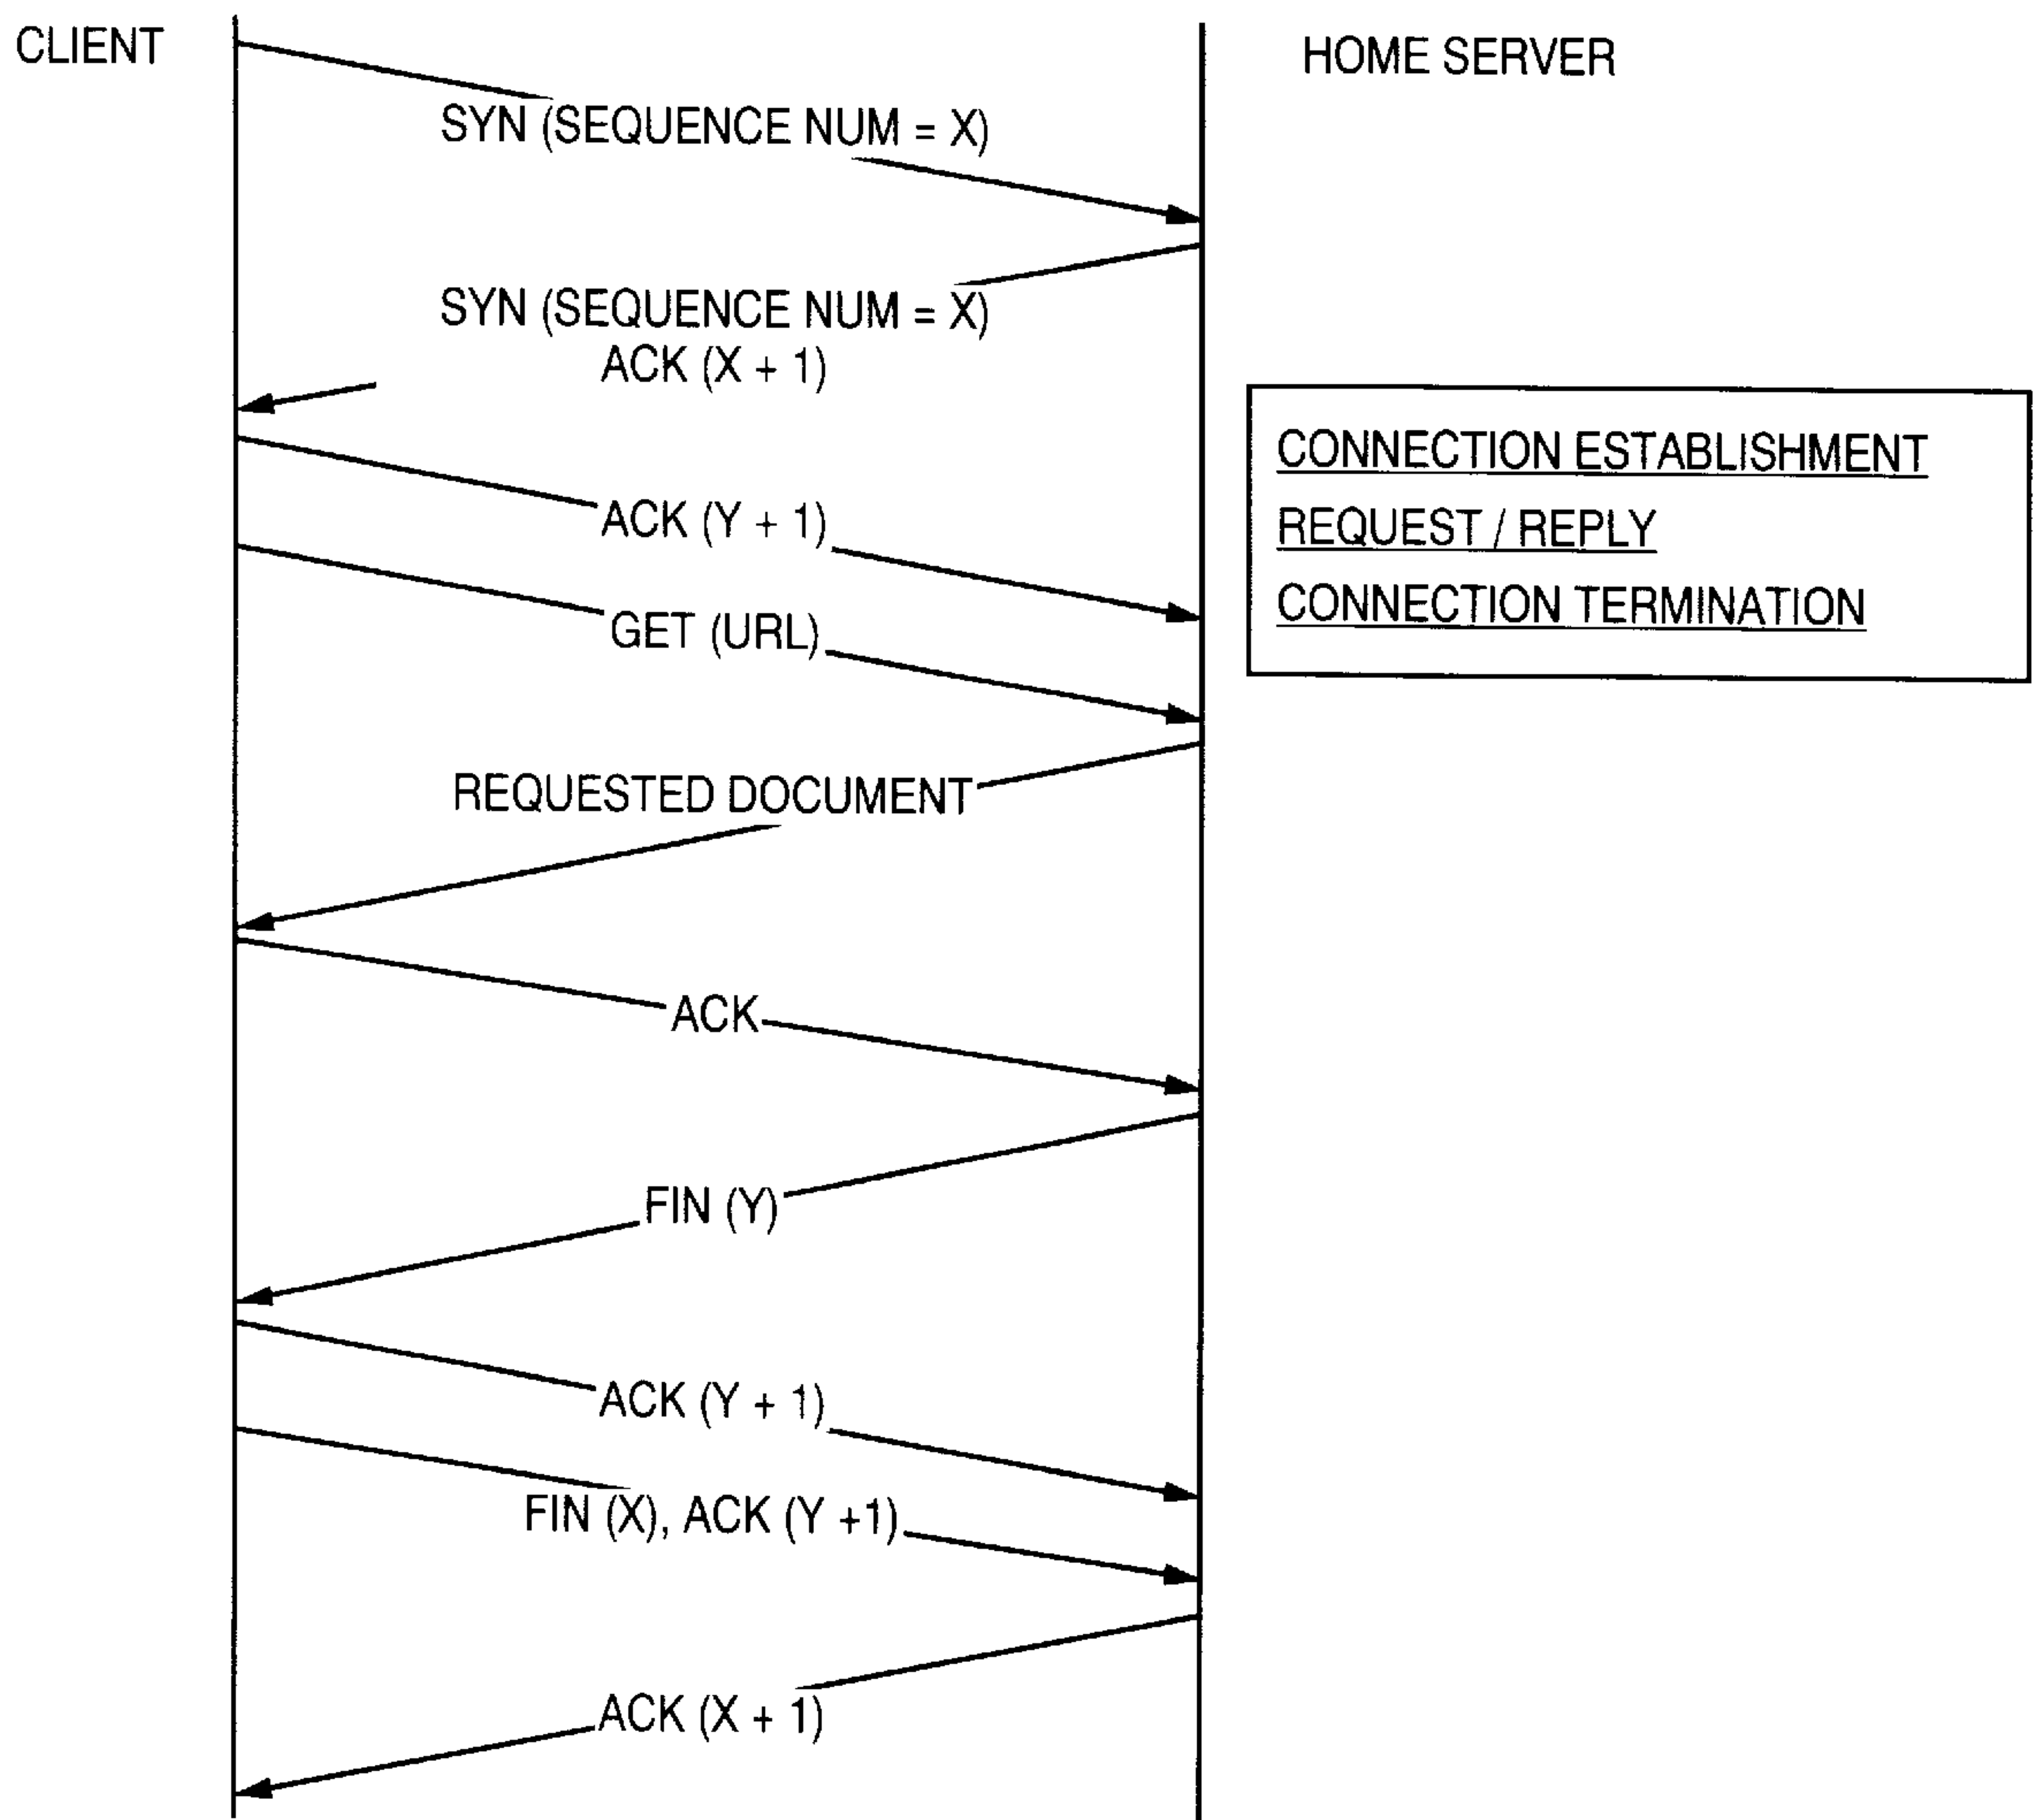 CLIENT
HOME SERVER
SYN (SEQUENCE NUM = X)
SYN (SEQUENCE NUM = X)
ACK (X + 1)
CONNECTION ESTABLISHMENT
REQUEST / REPLY
CONNECTION TERMINATION
ACK (Y + 1)
GET (URL)
REQUESTED DOCUMENT
ACK
FIN (Y)
ACK (Y + 1)
FIN (X), ACK (Y +1)
ACK (X + 1)